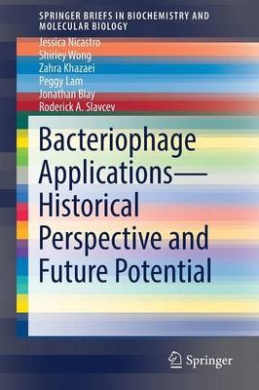 SPRINGER BRIEFS IN BIOCHEMISTRY AND
MOLECULAR BIOLOGY
Jessica Nicastro
Shirley Wong
Zahra Khazaei
Peggy Lam
Jonathan Blay
Roderick A. Slavcev
Bacteriophage
Applications—
Historical
Perspective and
Future Potential
Springer